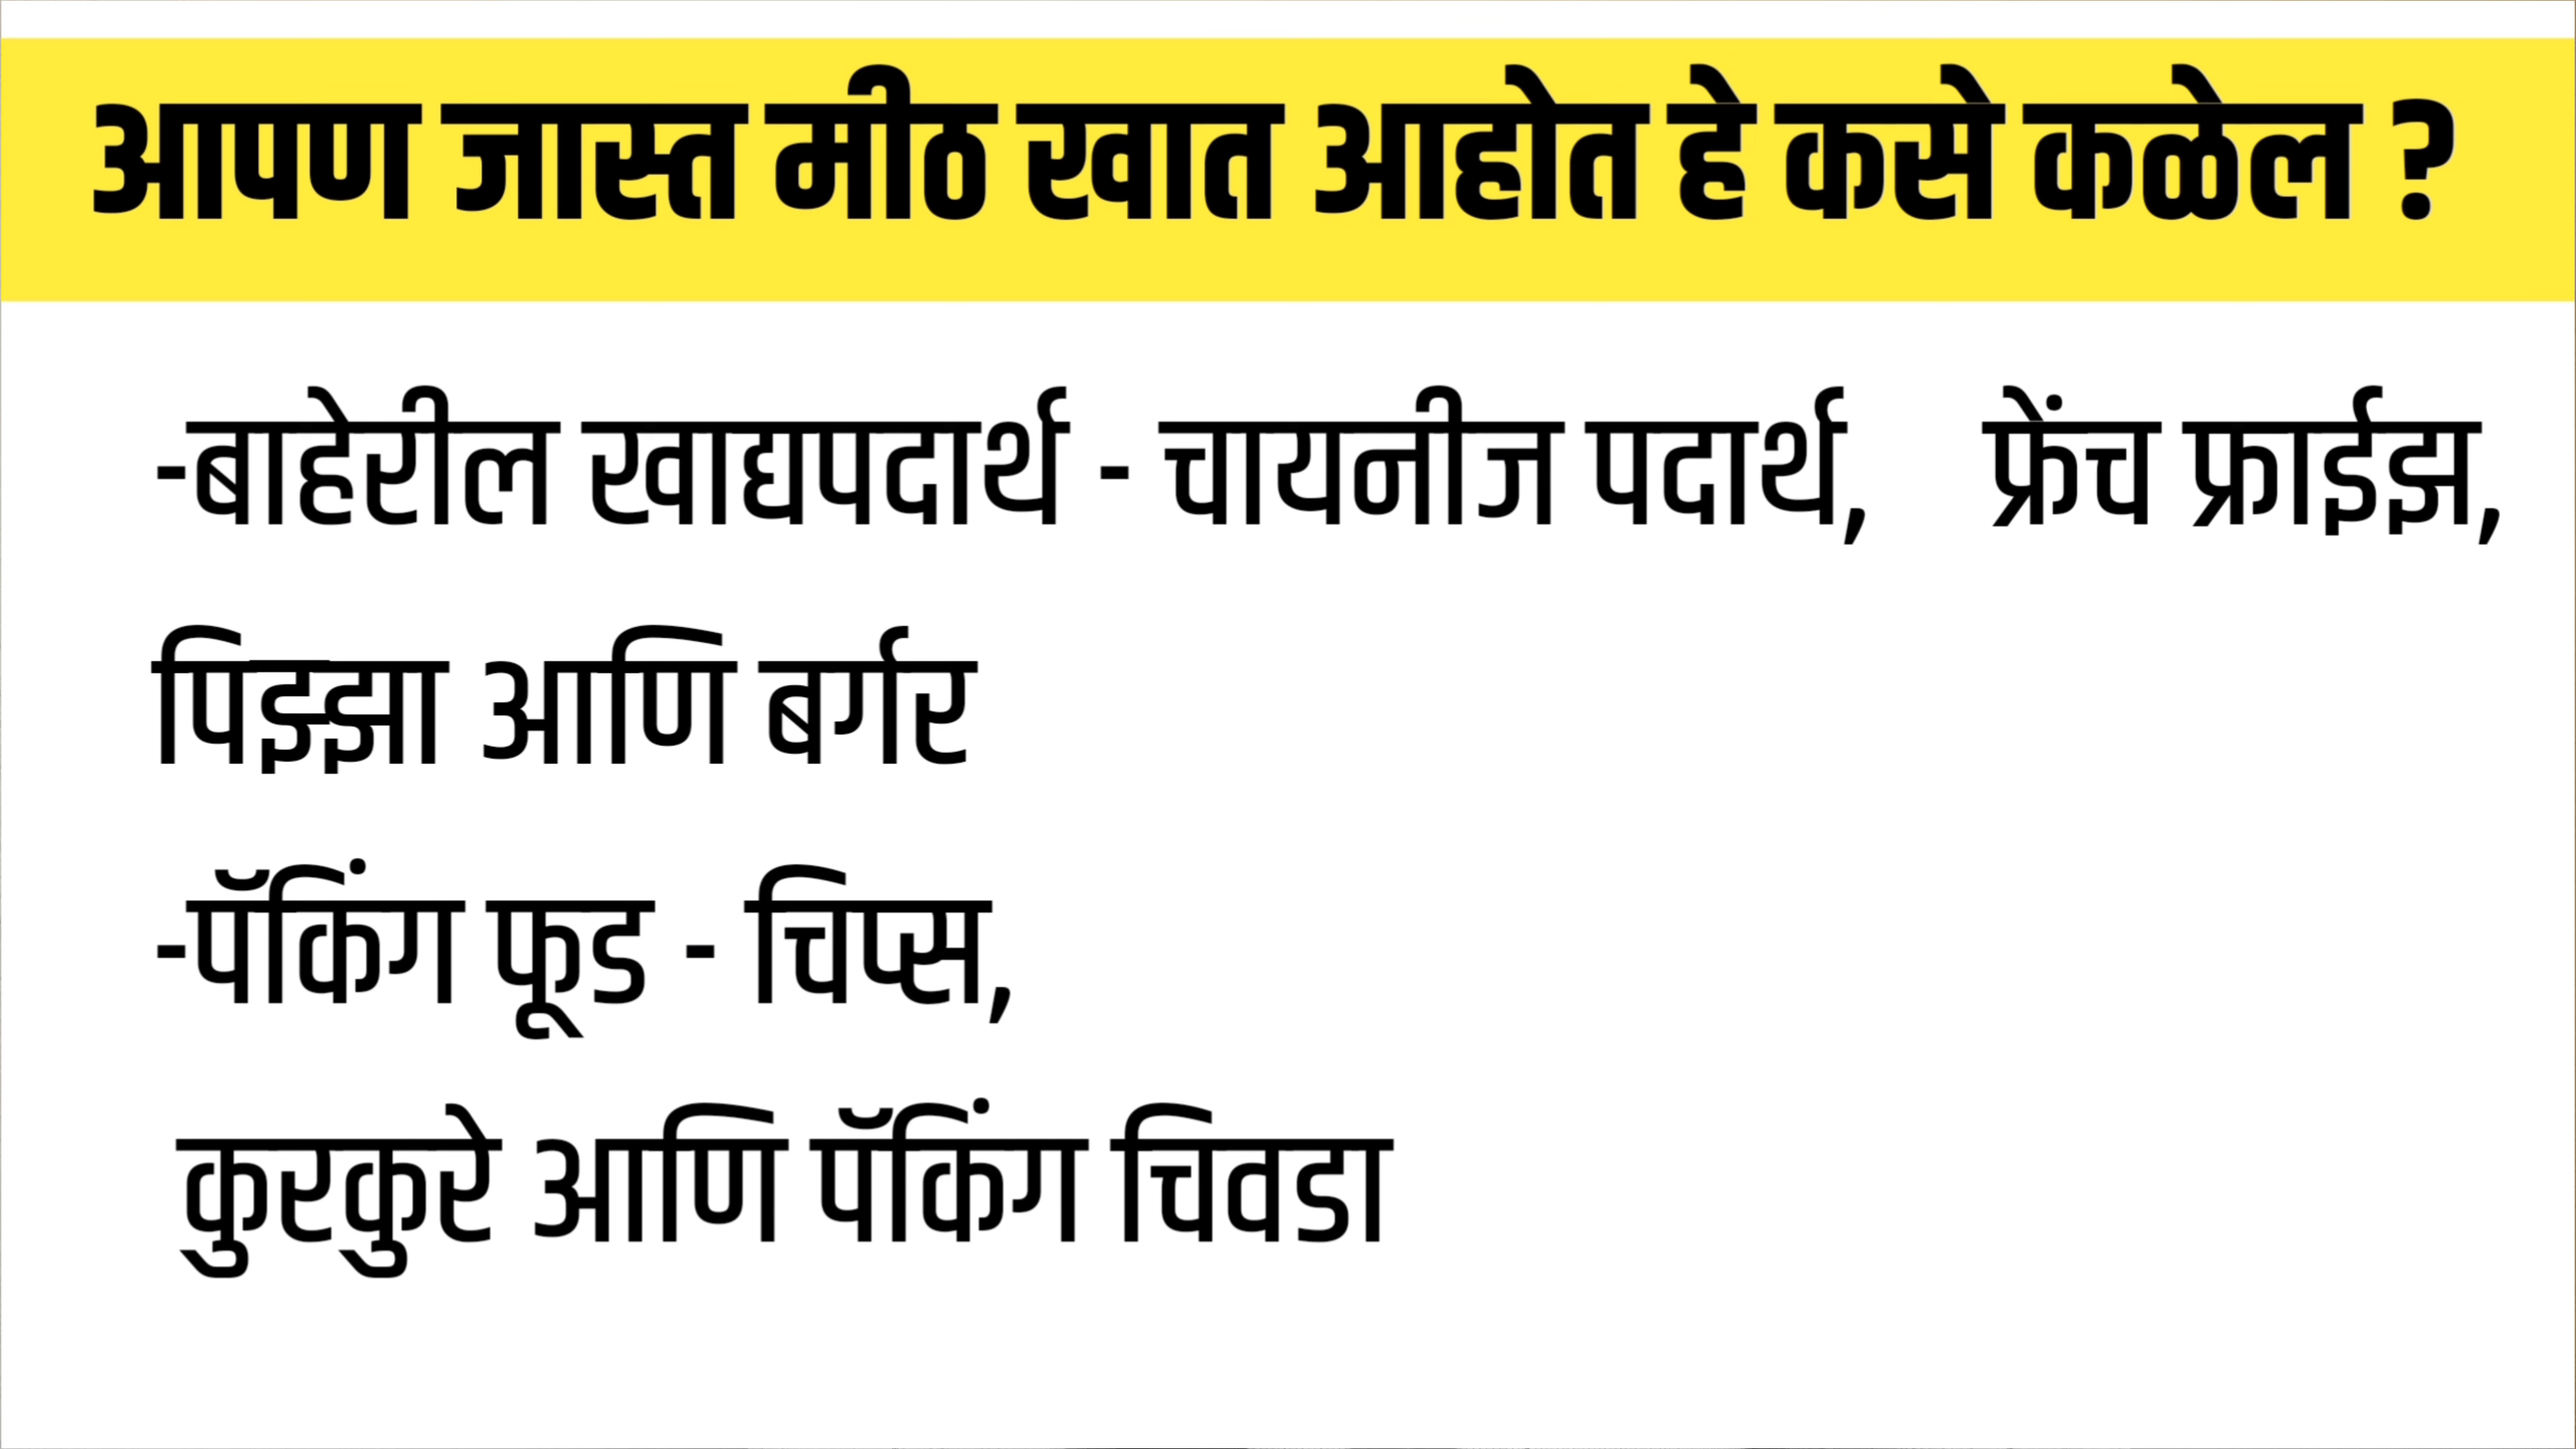 आपण जास्त मीठ खात आहोत हे कसे कळेल ?
-बाहेरील खाद्यपदार्थ - चायनीज पदार्थ, फ्रेंच फ्राईझ,
पिझ्झा आणि बर्गर
-पॅकिंग फूड - चिप्स,
कुरकुरे आणि पॅकिंग चिवडा